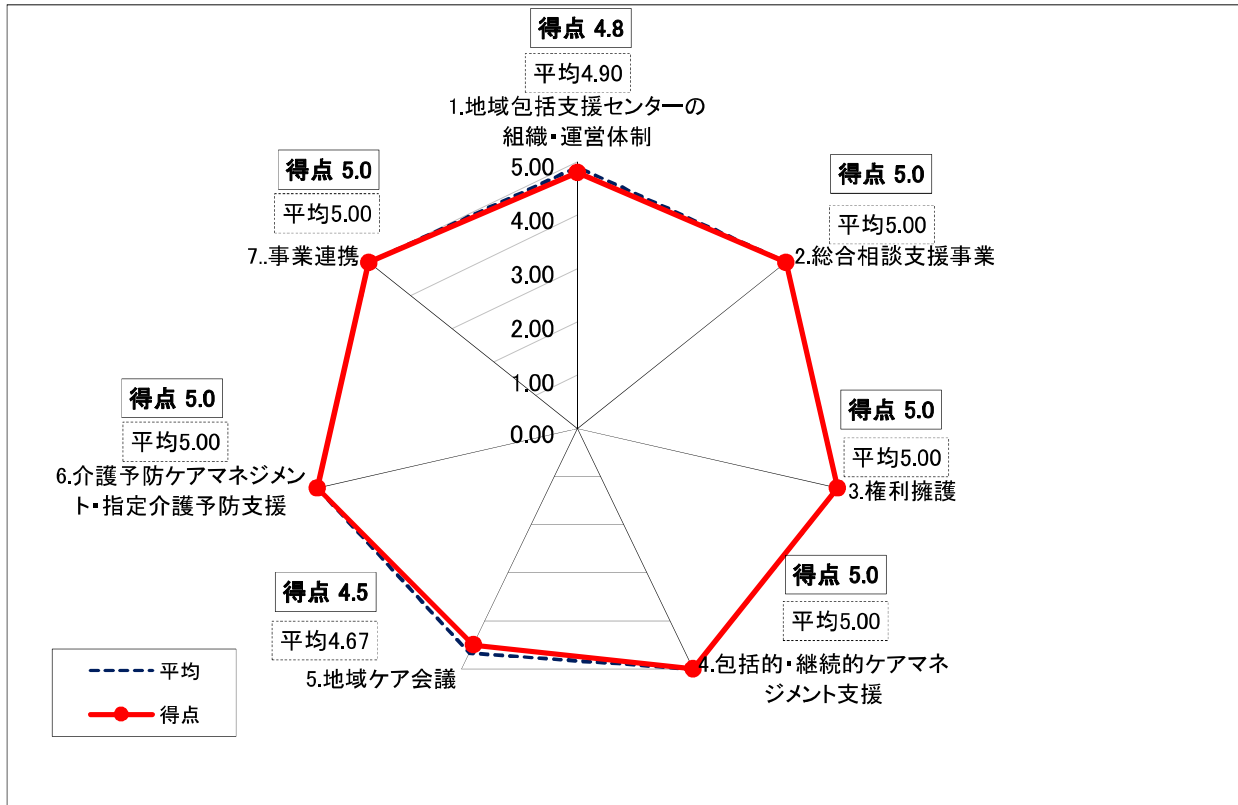 得点 4.8
平均4.90
1.地域包括支援センターの
組織・運営体制
得点 5.0
平均5.00
2.総合相談支援事業
得点 5.0
平均5.00
3.権利擁護
得点 5.0
平均5.00
4.包括的・継続的ケアマネ
ジメント支援
得点 4.5
平均4.67
5.地域ケア会議
得点 5.0
平均5.00
6.介護予防ケアマネジメン
ト・指定介護予防支援
得点 5.0
平均5.00
7..事業連携
5.00
4.00
3.00
2.00
1.00
0.00
平均
得点